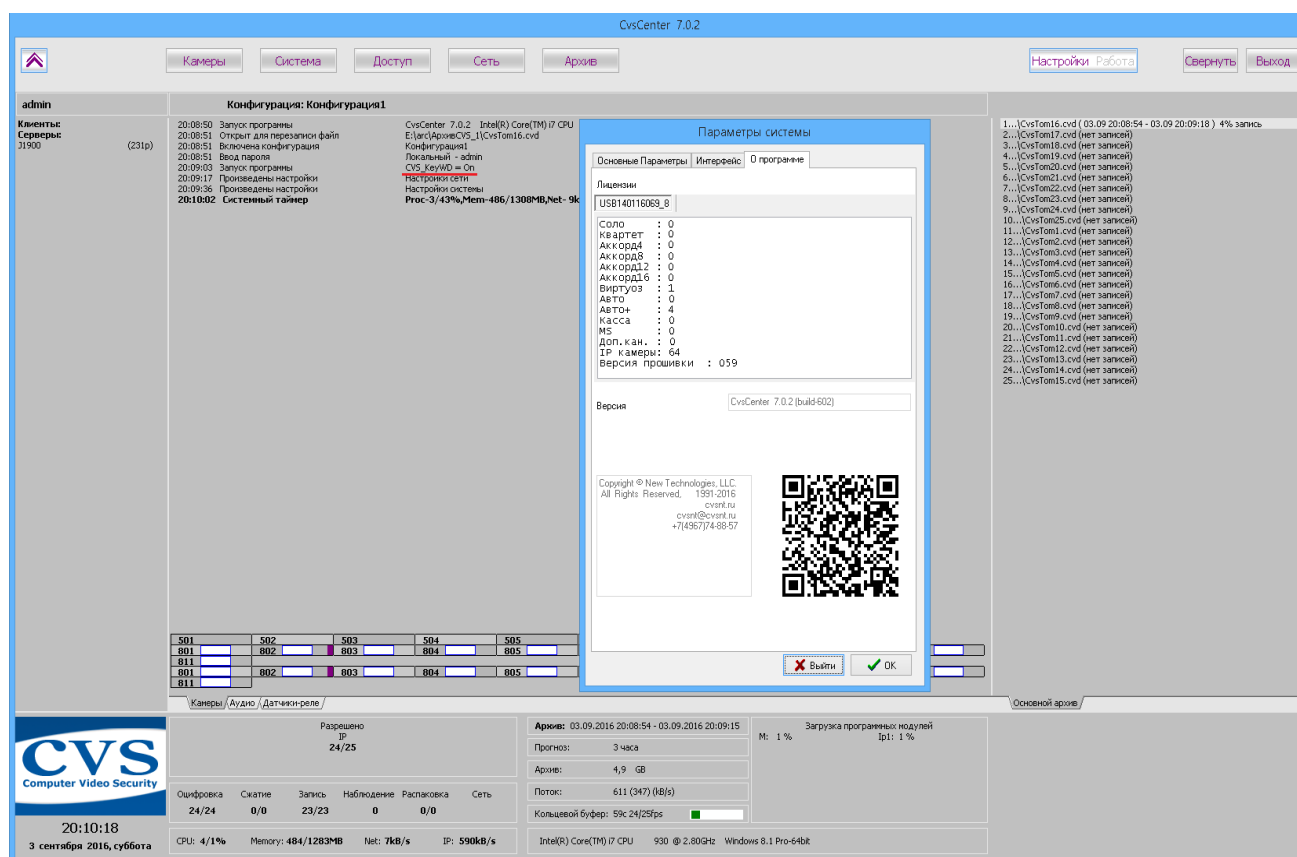 CvsCenter 7.0.2
Камеры
Система
Доступ
Сеть
Архив
Настройки Работа
Свернуть
Выход
admin
Конфигурация: Конфигурация1
Клиенты:
Серверы:
J1900 (231p)
20:08:50 Запуск программы CvsCenter 7.0.2 Intel(R) Core(TM) i7 CPU
20:08:51 Открыт для перезаписи файл E:\arc\АрхивCVS_1\CvsTom16.cvd
20:08:51 Включена конфигурация Конфигурация1
20:08:51 Ввод пароля Локальный - admin
20:09:03 Запуск программы CVS_KeyWD = On
20:09:17 Произведены настройки Настройки сети
20:09:36 Произведены настройки Настройки системы
20:10:02 Системный таймер Proc-3/43%,Mem-486/1308MB,Net- 9k
Параметры системы
Основные Параметры
Интерфейс
О программе
Лицензии
USB140116069_8
Соло : 0
Квартет : 0
Аккорд4 : 0
Аккорд8 : 0
Аккорд12 : 0
Аккорд16 : 0
Виртуоз : 1
Авто : 0
Авто+ : 4
Касса : 0
MS : 0
Доп.кан. : 0
IP камеры: 64
Версия прошивки : 059
Версия
CvsCenter 7.0.2 (build-602)
Copyright © New Technologies, LLC.
All Rights Reserved, 1991-2016
cvsnt.ru
cvsnt@cvsnt.ru
+7(4967)74-88-57
Выйти
OK
1...\CvsTom16.cvd ( 03.09 20:08:54 - 03.09 20:09:18 ) 4% запись
2...\CvsTom17.cvd (нет записей)
3...\CvsTom18.cvd (нет записей)
4...\CvsTom19.cvd (нет записей)
5...\CvsTom20.cvd (нет записей)
6...\CvsTom21.cvd (нет записей)
7...\CvsTom22.cvd (нет записей)
8...\CvsTom23.cvd (нет записей)
9...\CvsTom24.cvd (нет записей)
10...\CvsTom25.cvd (нет записей)
11...\CvsTom1.cvd (нет записей)
12...\CvsTom2.cvd (нет записей)
13...\CvsTom3.cvd (нет записей)
14...\CvsTom4.cvd (нет записей)
15...\CvsTom5.cvd (нет записей)
16...\CvsTom6.cvd (нет записей)
17...\CvsTom7.cvd (нет записей)
18...\CvsTom8.cvd (нет записей)
19...\CvsTom9.cvd (нет записей)
20...\CvsTom10.cvd (нет записей)
21...\CvsTom11.cvd (нет записей)
22...\CvsTom12.cvd (нет записей)
23...\CvsTom13.cvd (нет записей)
24...\CvsTom14.cvd (нет записей)
25...\CvsTom15.cvd (нет записей)
501 502 503 504 505
801 802 803 804 805
811
801 802 803 804 805
811
Камеры
Аудио
Датчики-реле
Основной архив
CVS
Computer Video Security
20:10:18
3 сентября 2016, суббота
Разрешено
IP
24/25
Оцифровка Сжатие Запись Наблюдение Распаковка Сеть
24/24 0/0 23/23 0 0/0
CPU: 4/1% Memory: 484/1283MB Net: 7kB/s IP: 590kB/s
Архив: 03.09.2016 20:08:54 - 03.09.2016 20:09:15
Прогноз: 3 часа
Архив: 4,9 GB
Поток: 611 (347) (kB/s)
Кольцевой буфер: 59с 24/25fps
Загрузка программных модулей
M: 1 % Ip1: 1 %
Intel(R) Core(TM) i7 CPU 930 @ 2.80GHz Windows 8.1 Pro-64bit